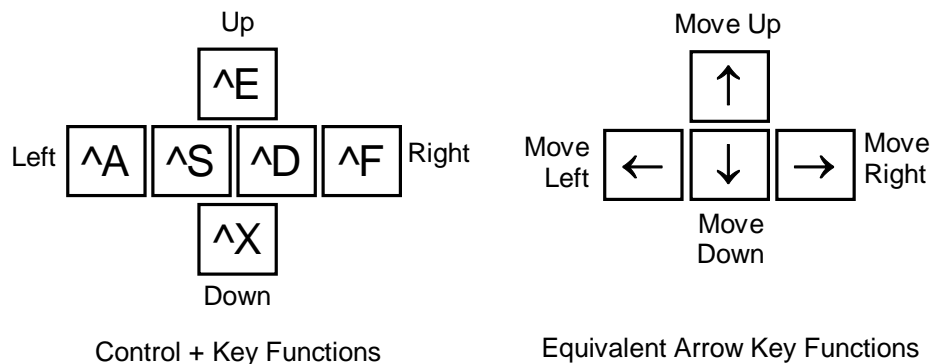 Up
^E
Left ^A ^S ^D ^F Right
^X
Down
Control + Key Functions
Move Up
↑
Move
Left
← ↓ →
Move
Right
Move
Down
Equivalent Arrow Key Functions